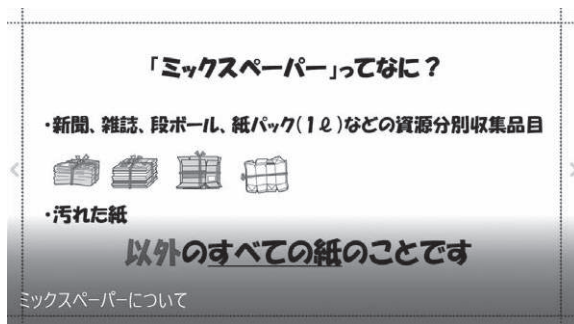 「ミックスペーパー」ってなに？
・新聞、雑誌、段ボール、紙パック(1ℓ)などの資源分別収集品目
・汚れた紙
以外のすべての紙のことです
ミックスペーパーについて